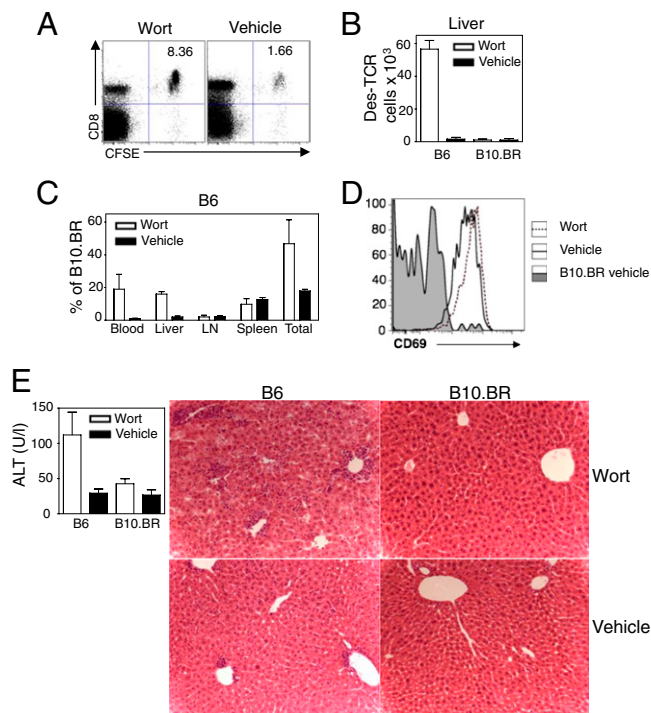 A
Wort
Vehicle
8.36
1.66
CD8
CFSE
B
Liver
Des-TCR
cells x 10³
60
40
20
0
Wort
Vehicle
B6
B10.BR
C
B6
% of B10.BR
60
40
20
0
Wort
Vehicle
Blood
Liver
LN
Spleen
Total
D
100
80
60
40
20
0
CD69
Wort
Vehicle
B10.BR vehicle
E
ALT (U/l)
150
100
50
0
Wort
Vehicle
B6
B10.BR
B6
B10.BR
Wort
Vehicle